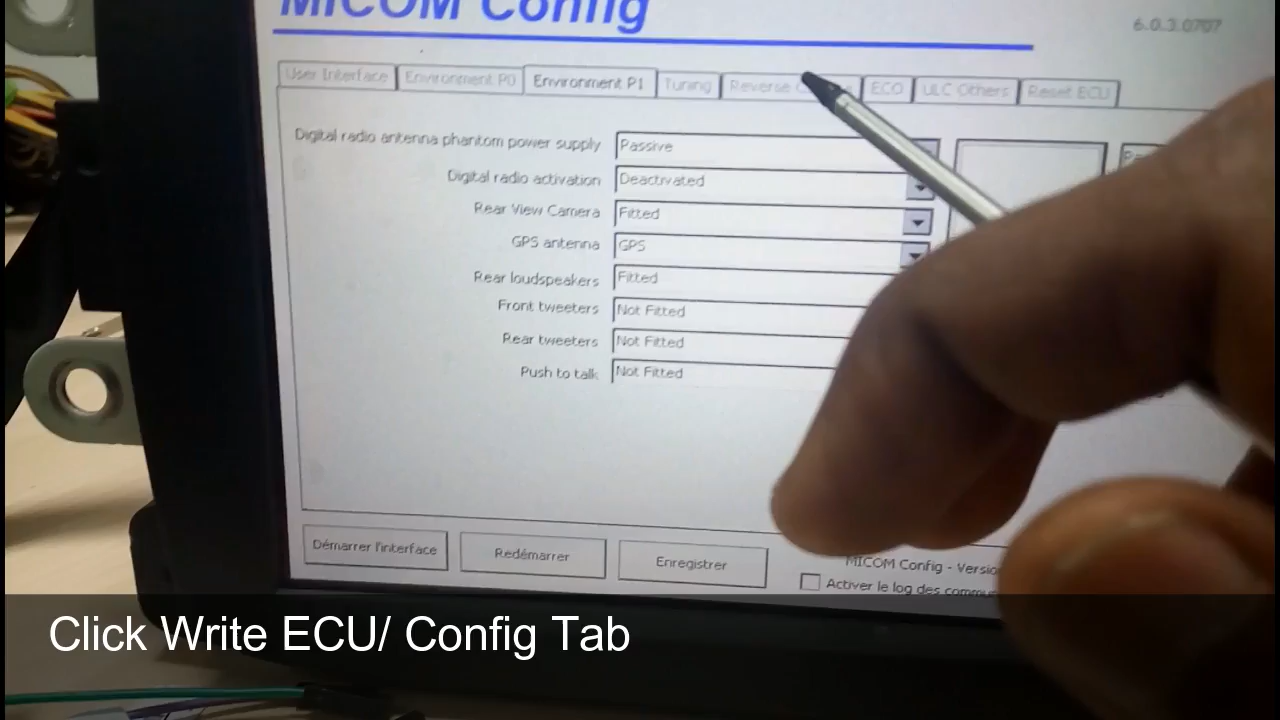 MICOM Config
6.0.3.0707
User Interface Environment P0 Environment P1 Tuning Reverse ECO ULC Others Reset ECU
Digital radio antenna phantom power supply Passive
Digital radio activation Deactivated
Rear View Camera Fitted
GPS antenna GPS
Rear loudspeakers Fitted
Front tweeters Not Fitted
Rear tweeters Not Fitted
Push to talk Not Fitted
Démarrer l'interface Redémarrer Enregistrer
MICOM Config - Versio
Activer le log des commu
Click Write ECU/ Config Tab